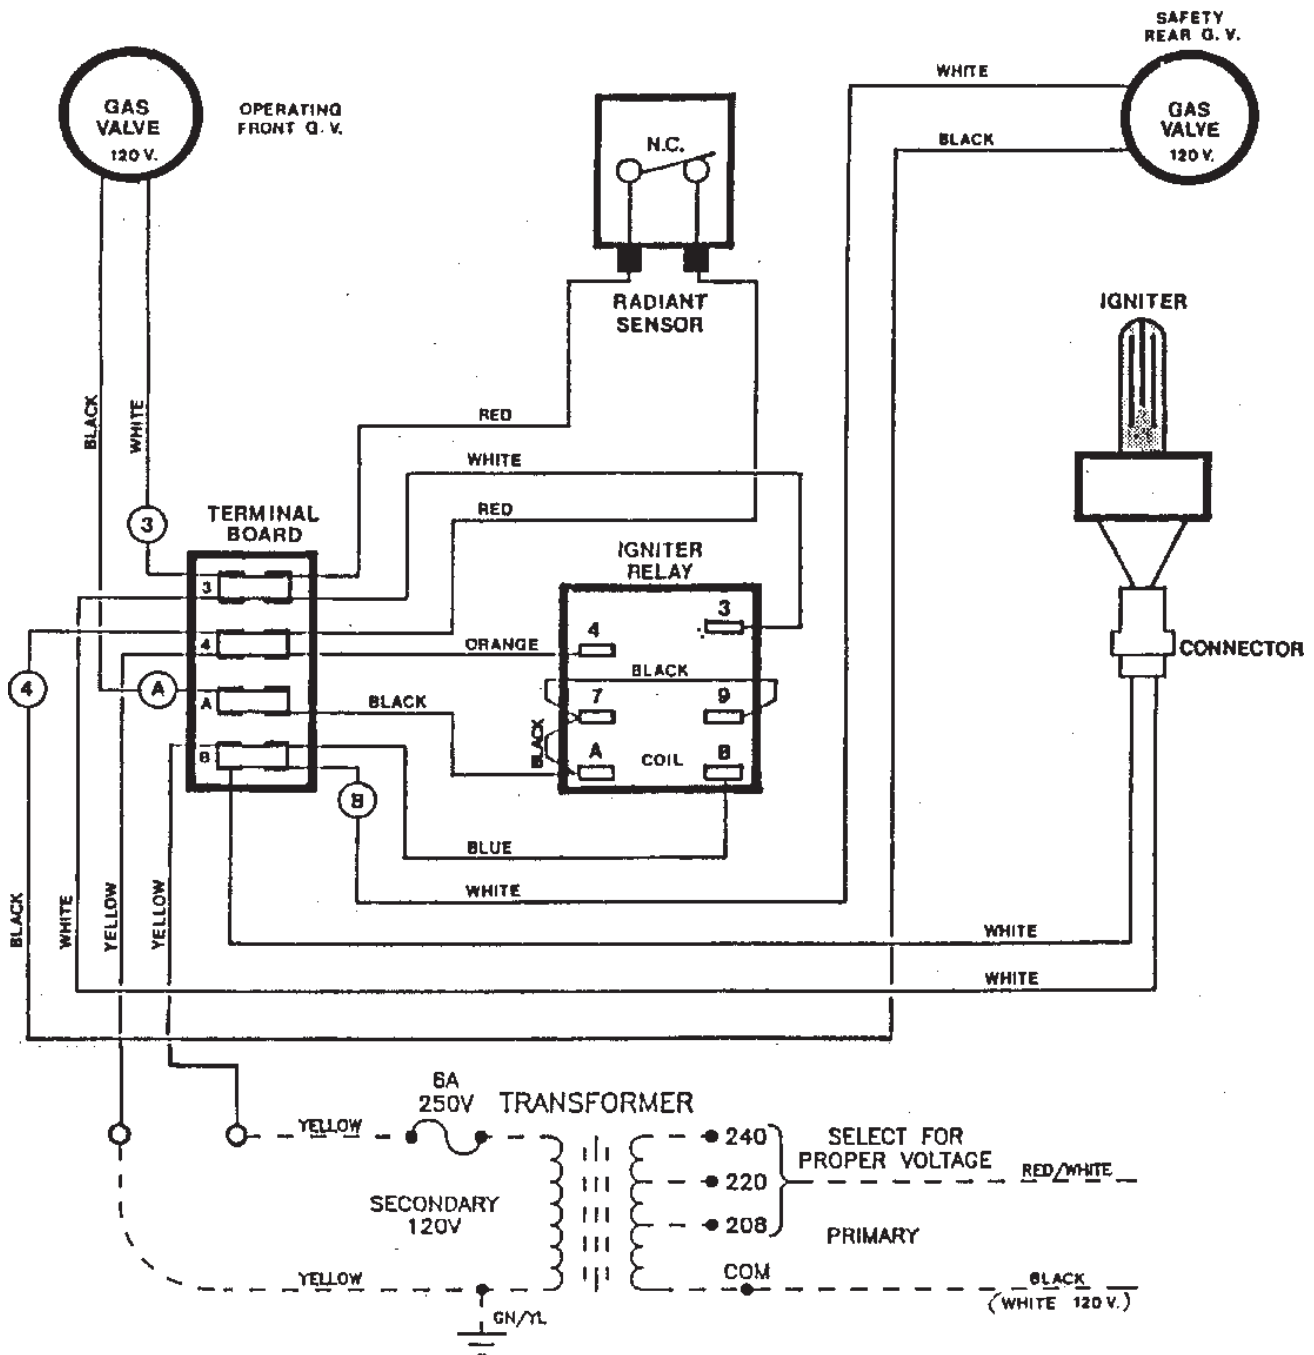 SAFETY
REAR G. V.
GAS
VALVE
120 V.
OPERATING
FRONT G. V.
WHITE
BLACK
GAS
VALVE
120 V.
N.C.
RADIANT
SENSOR
IGNITER
BLACK
WHITE
RED
WHITE
RED
3
TERMINAL
BOARD
IGNITER
RELAY
3
4
A
B
4
A
B
ORANGE
BLACK
4
3
BLACK
7
9
BLACK
A
COIL
B
CONNECTOR
BLUE
WHITE
BLACK
WHITE
YELLOW
YELLOW
WHITE
WHITE
6A
250V
TRANSFORMER
YELLOW
SECONDARY
120V
YELLOW
GN/YL
240
220
208
COM
SELECT FOR
PROPER VOLTAGE
RED/WHITE
PRIMARY
BLACK
(WHITE 120 V.)